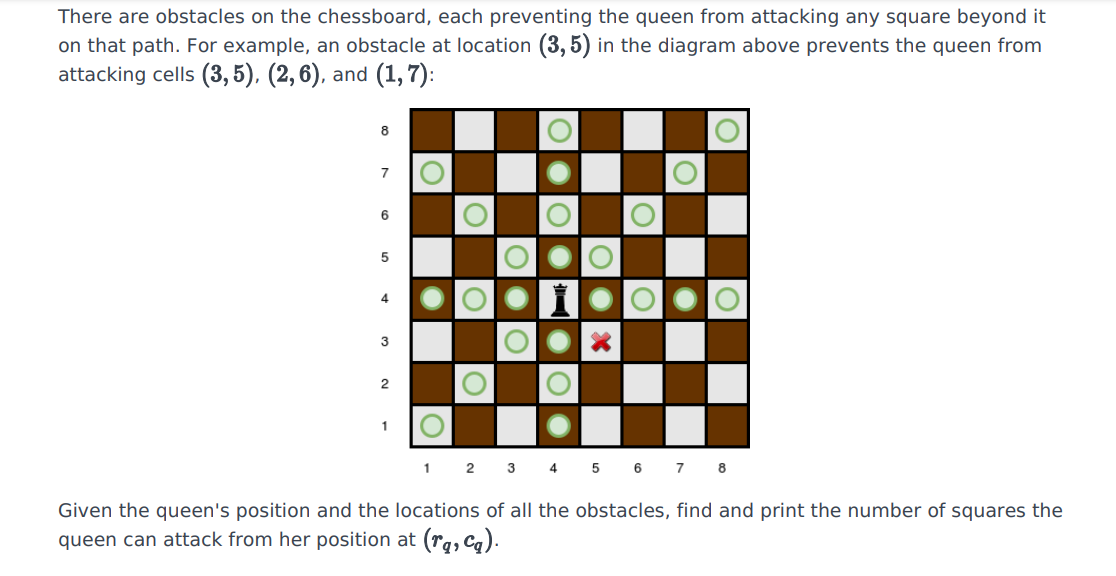 There are obstacles on the chessboard, each preventing the queen from attacking any square beyond it
on that path. For example, an obstacle at location (3, 5) in the diagram above prevents the queen from
attacking cells (3, 5), (2, 6), and (1, 7):
8
7
6
5
4
3
2
1
1 2 3 4 5 6 7 8
Given the queen's position and the locations of all the obstacles, find and print the number of squares the
queen can attack from her position at (r_q, c_q).